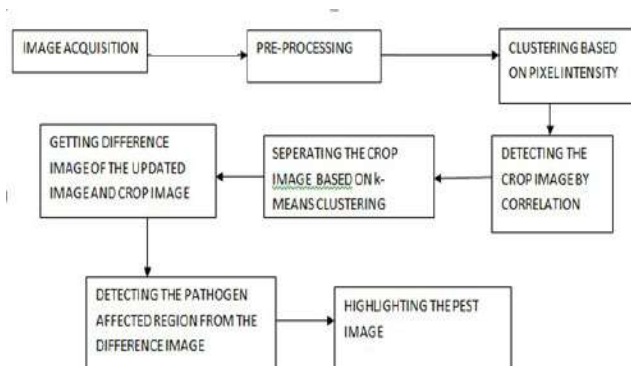 IMAGE ACQUISITION
PRE-PROCESSING
CLUSTERING BASED
ON PIXEL INTENSITY
DETECTING THE
CROP IMAGE BY
CORRELATION
SEPERATING THE CROP
IMAGE BASED ON k-
MEANS CLUSTERING
GETTING DIFFERENCE
IMAGE OF THE UPDATED
IMAGE AND CROP IMAGE
DETECTING THE PATHOGEN
AFFECTED REGION FROM THE
DIFFERENCE IMAGE
HIGHLIGHTING THE PEST
IMAGE